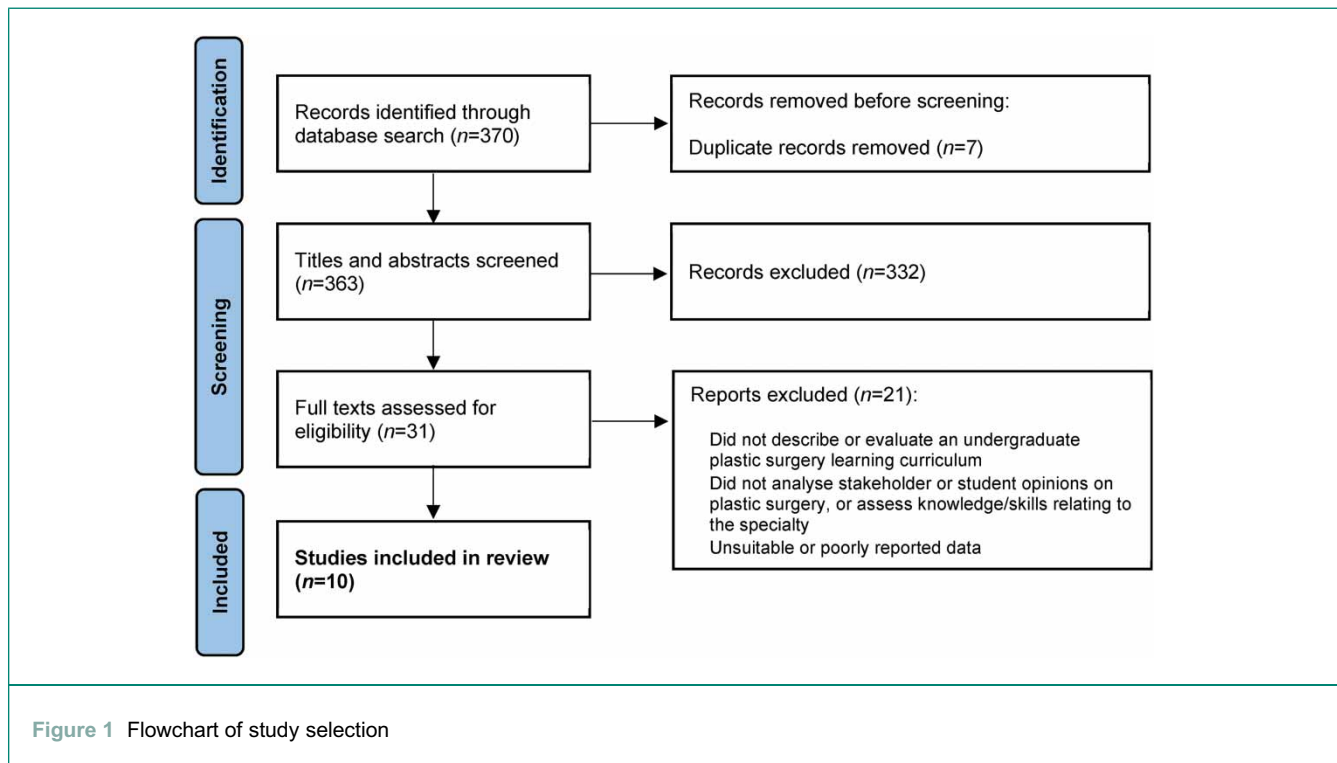 Identification
Records identified through
database search (n=370)
Records removed before screening:
Duplicate records removed (n=7)
Screening
Titles and abstracts screened
(n=363)
Records excluded (n=332)
Full texts assessed for
eligibility (n=31)
Reports excluded (n=21):
Did not describe or evaluate an undergraduate
plastic surgery learning curriculum
Did not analyse stakeholder or student opinions on
plastic surgery, or assess knowledge/skills relating to
the specialty
Unsuitable or poorly reported data
Included
Studies included in review
(n=10)
Figure 1 Flowchart of study selection